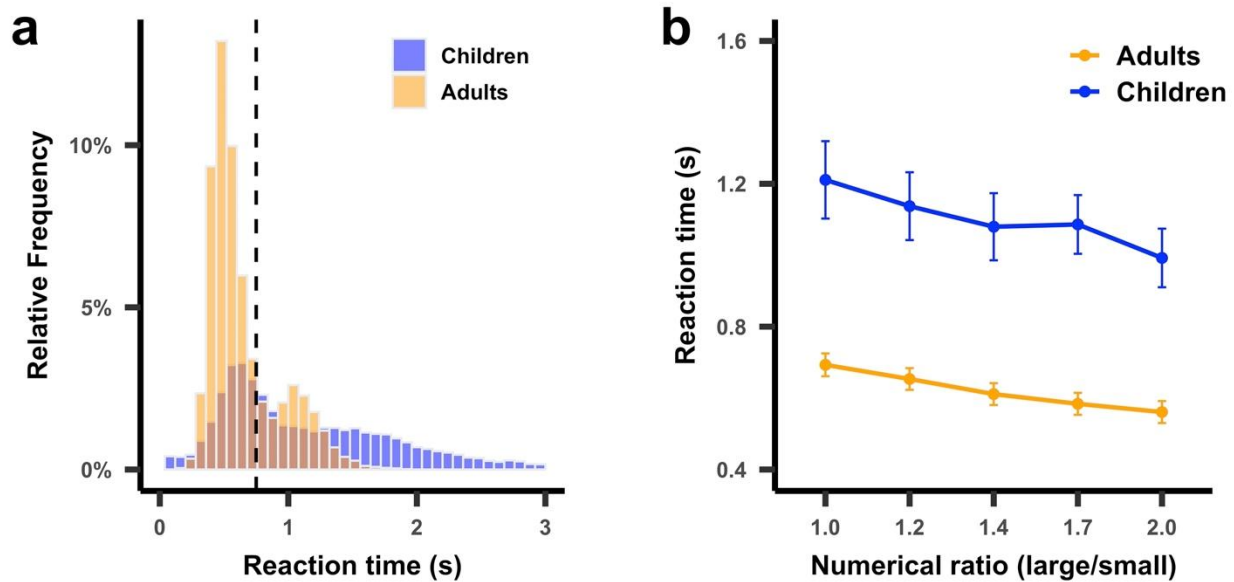 a
Children
Adults
10%
5%
0%
Relative Frequency
0
1
2
3
Reaction time (s)
b
Adults
Children
1.6
1.2
0.8
0.4
Reaction time (s)
1.0
1.2
1.4
1.7
2.0
Numerical ratio (large/small)